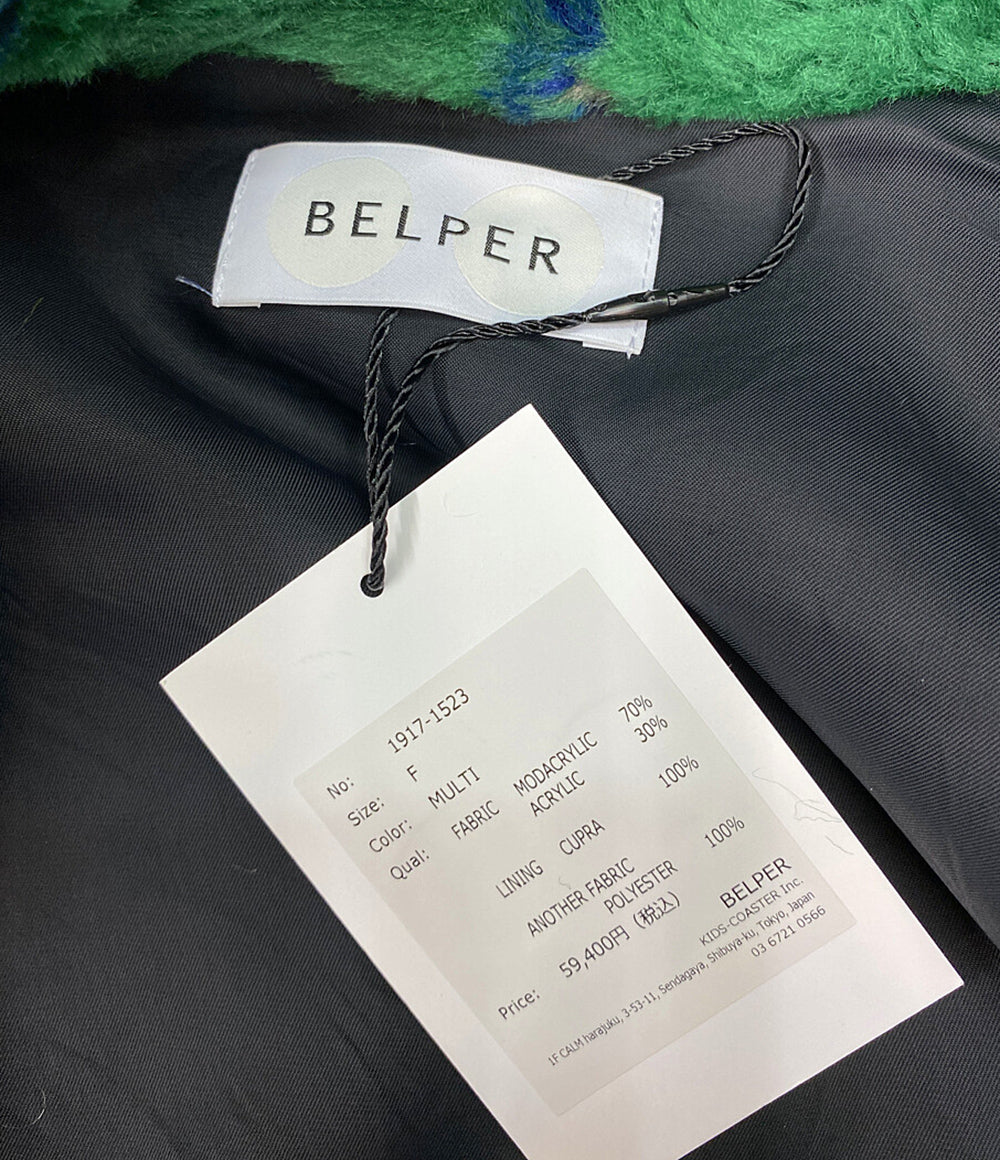 BELPER
No: 1917-1523
Size: F
Color: MULTI
Qual: FABRIC MODACRYLIC 70%
ACRYLIC 30%
LINING CUPRA 100%
ANOTHER FABRIC
POLYESTER 100%
Price: 59,400円 (税込)
BELPER
KIDS-COASTER Inc.
1F CALM harajuku, 3-53-11, Sendagaya, Shibuya-ku, Tokyo, Japan
03 6721 0566